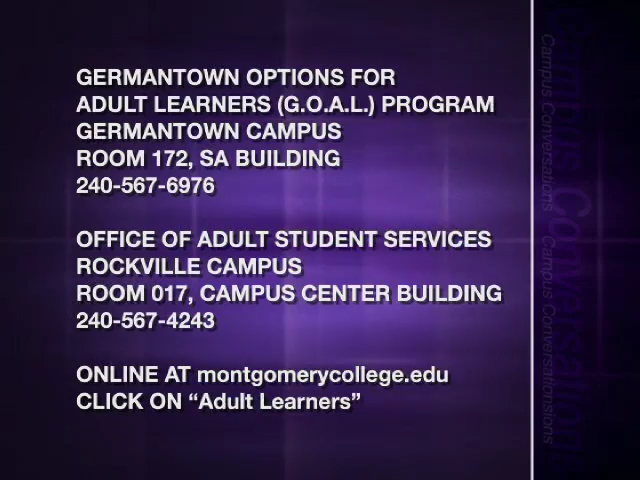 GERMANTOWN OPTIONS FOR
ADULT LEARNERS (G.O.A.L.) PROGRAM
GERMANTOWN CAMPUS
ROOM 172, SA BUILDING
240-567-6976
OFFICE OF ADULT STUDENT SERVICES
ROCKVILLE CAMPUS
ROOM 017, CAMPUS CENTER BUILDING
240-567-4243
ONLINE AT montgomerycollege.edu
CLICK ON “Adult Learners”
Campus Conversations
Campus Conversationsions
Campus Conversations